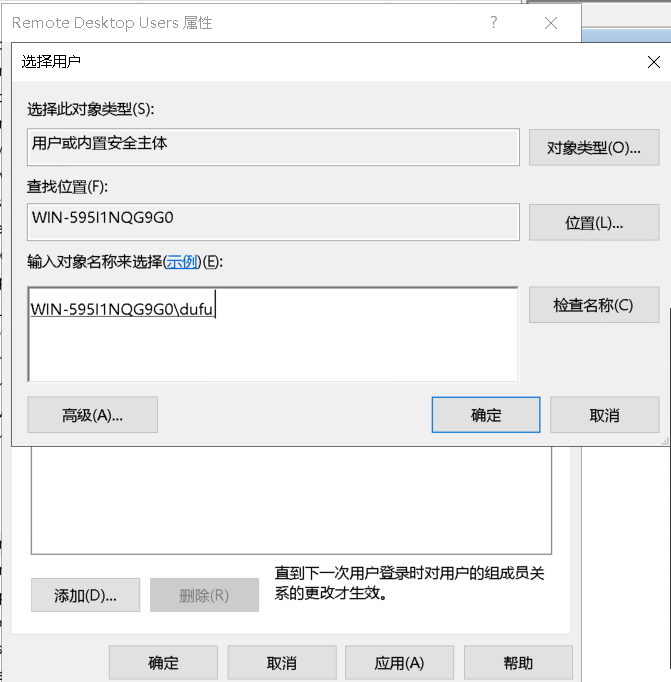 Remote Desktop Users 属性
选择用户
选择此对象类型(S):
用户或内置安全主体
对象类型(O)...
查找位置(F):
WIN-595I1NQG9G0
位置(L)...
输入对象名称来选择(示例)(E):
WIN-595I1NQG9G0\dufu
检查名称(C)
高级(A)...
确定
取消
直到下一次用户登录时对用户的组成员关
系的更改才生效。
添加(D)...
删除(R)
确定
取消
应用(A)
帮助